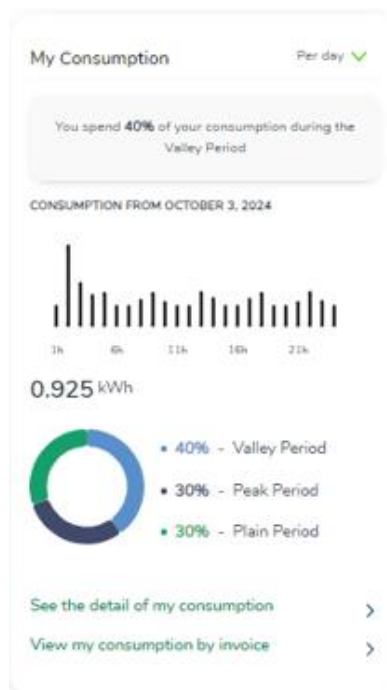 My Consumption
Per day
You spend 40% of your consumption during the
Valley Period
CONSUMPTION FROM OCTOBER 3, 2024
1h 6h 11h 16h 21h
0.925 kWh
40% - Valley Period
30% - Peak Period
30% - Plain Period
See the detail of my consumption
View my consumption by invoice